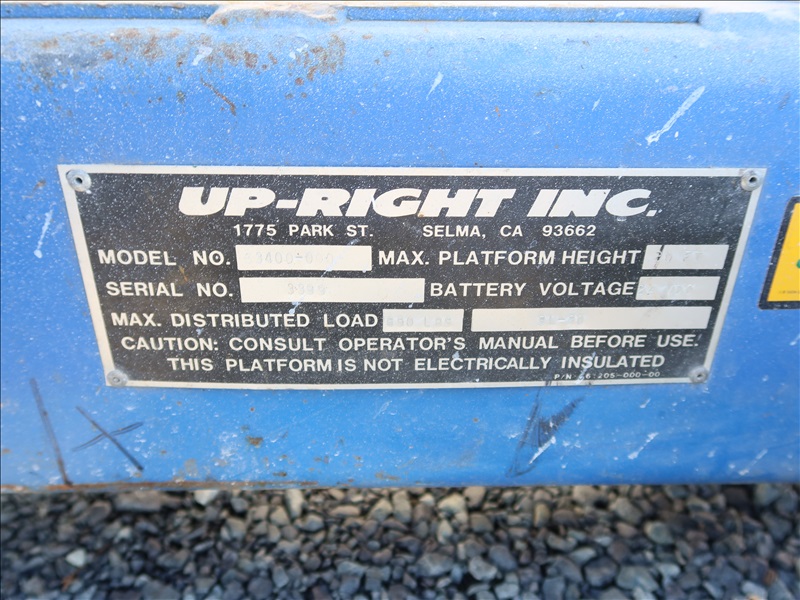 UP-RIGHT INC.
1775 PARK ST. SELMA, CA 93662
MODEL NO. MAX. PLATFORM HEIGHT
SERIAL NO. BATTERY VOLTAGE
MAX. DISTRIBUTED LOAD
CAUTION: CONSULT OPERATOR'S MANUAL BEFORE USE.
THIS PLATFORM IS NOT ELECTRICALLY INSULATED